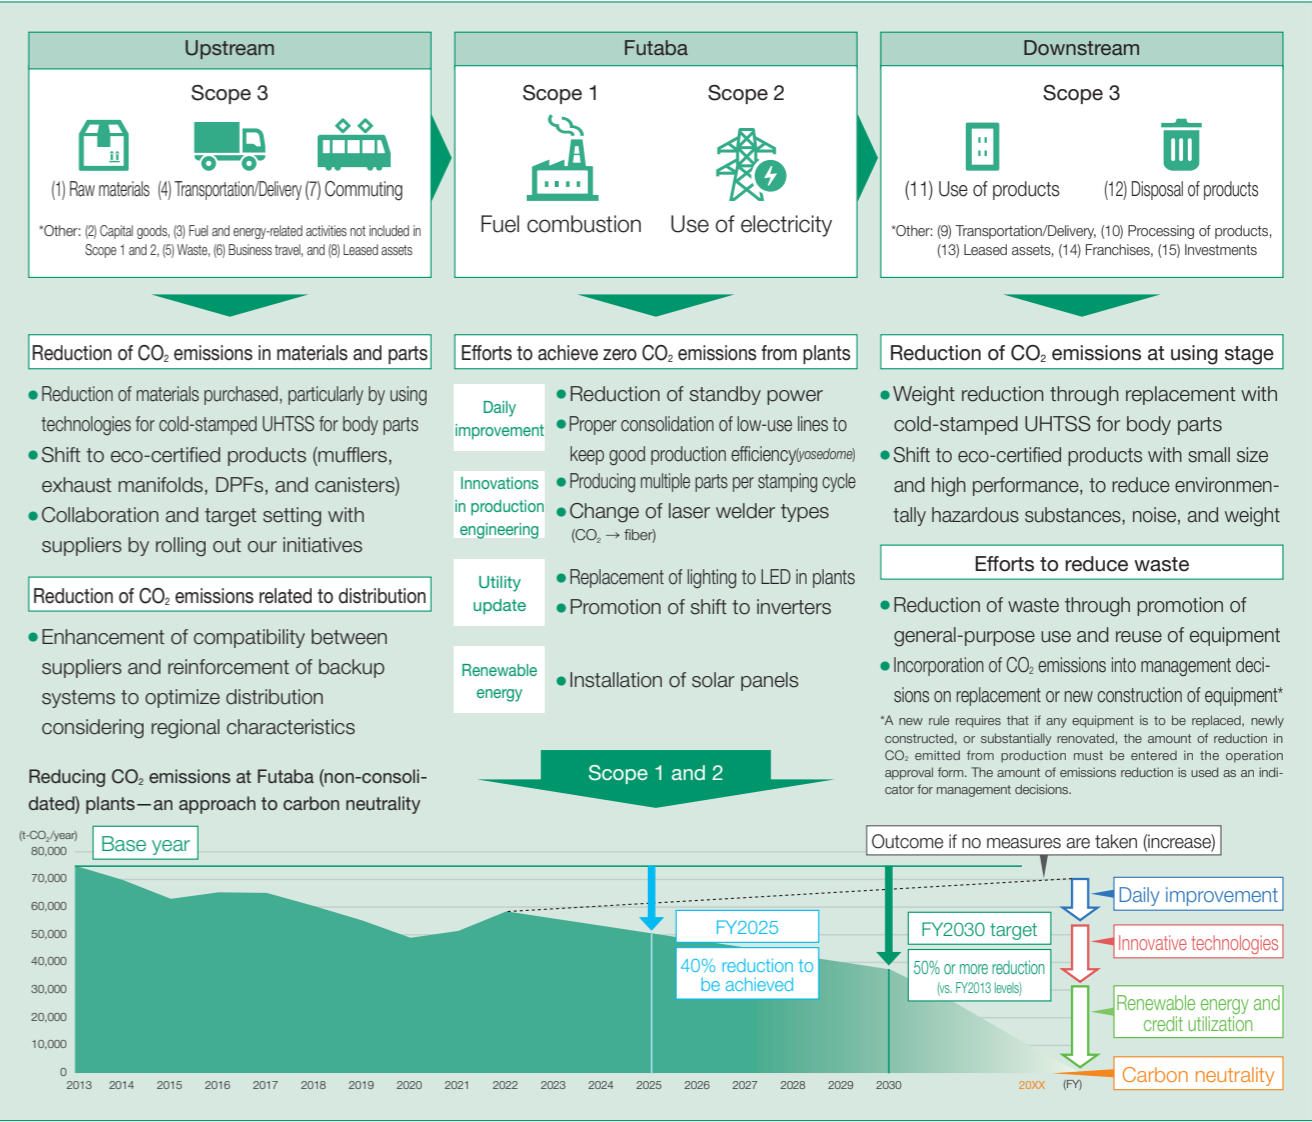 Upstream
Scope 3
(1) Raw materials
(4) Transportation/Delivery
(7) Commuting
*Other: (2) Capital goods, (3) Fuel and energy-related activities not included in
Scope 1 and 2, (5) Waste, (6) Business travel, and (8) Leased assets
Futaba
Scope 1
Scope 2
Fuel combustion
Use of electricity
Downstream
Scope 3
(11) Use of products
(12) Disposal of products
*Other: (9) Transportation/Delivery, (10) Processing of products,
(13) Leased assets, (14) Franchises, (15) Investments
Reduction of CO₂ emissions in materials and parts
● Reduction of materials purchased, particularly by using
technologies for cold-stamped UHTSS for body parts
● Shift to eco-certified products (mufflers,
exhaust manifolds, DPFs, and canisters)
● Collaboration and target setting with
suppliers by rolling out our initiatives
Reduction of CO₂ emissions related to distribution
● Enhancement of compatibility between
suppliers and reinforcement of backup
systems to optimize distribution
considering regional characteristics
Efforts to achieve zero CO₂ emissions from plants
Daily
improvement
● Reduction of standby power
● Proper consolidation of low-use lines to
keep good production efficiency(yosedome)
Innovations
in production
engineering
● Producing multiple parts per stamping cycle
● Change of laser welder types
(CO₂ → fiber)
Utility
update
● Replacement of lighting to LED in plants
● Promotion of shift to inverters
Renewable
energy
● Installation of solar panels
Reduction of CO₂ emissions at using stage
● Weight reduction through replacement with
cold-stamped UHTSS for body parts
● Shift to eco-certified products with small size
and high performance, to reduce environmen-
tally hazardous substances, noise, and weight
Efforts to reduce waste
● Reduction of waste through promotion of
general-purpose use and reuse of equipment
● Incorporation of CO₂ emissions into management deci-
sions on replacement or new construction of equipment*
*A new rule requires that if any equipment is to be replaced, newly
constructed, or substantially renovated, the amount of reduction in
CO₂ emitted from production must be entered in the operation
approval form. The amount of emissions reduction is used as an indi-
cator for management decisions.
Scope 1 and 2
Reducing CO₂ emissions at Futaba (non-consoli-
dated) plants—an approach to carbon neutrality
(t-CO₂/year)
Base year
Outcome if no measures are taken (increase)
80,000
70,000
60,000
50,000
40,000
30,000
20,000
10,000
0
FY2025
40% reduction to
be achieved
FY2030 target
50% or more reduction
(vs. FY2013 levels)
Daily improvement
Innovative technologies
Renewable energy and
credit utilization
Carbon neutrality
2013 2014 2015 2016 2017 2018 2019 2020 2021 2022 2023 2024 2025 2026 2027 2028 2029 2030 20XX (FY)